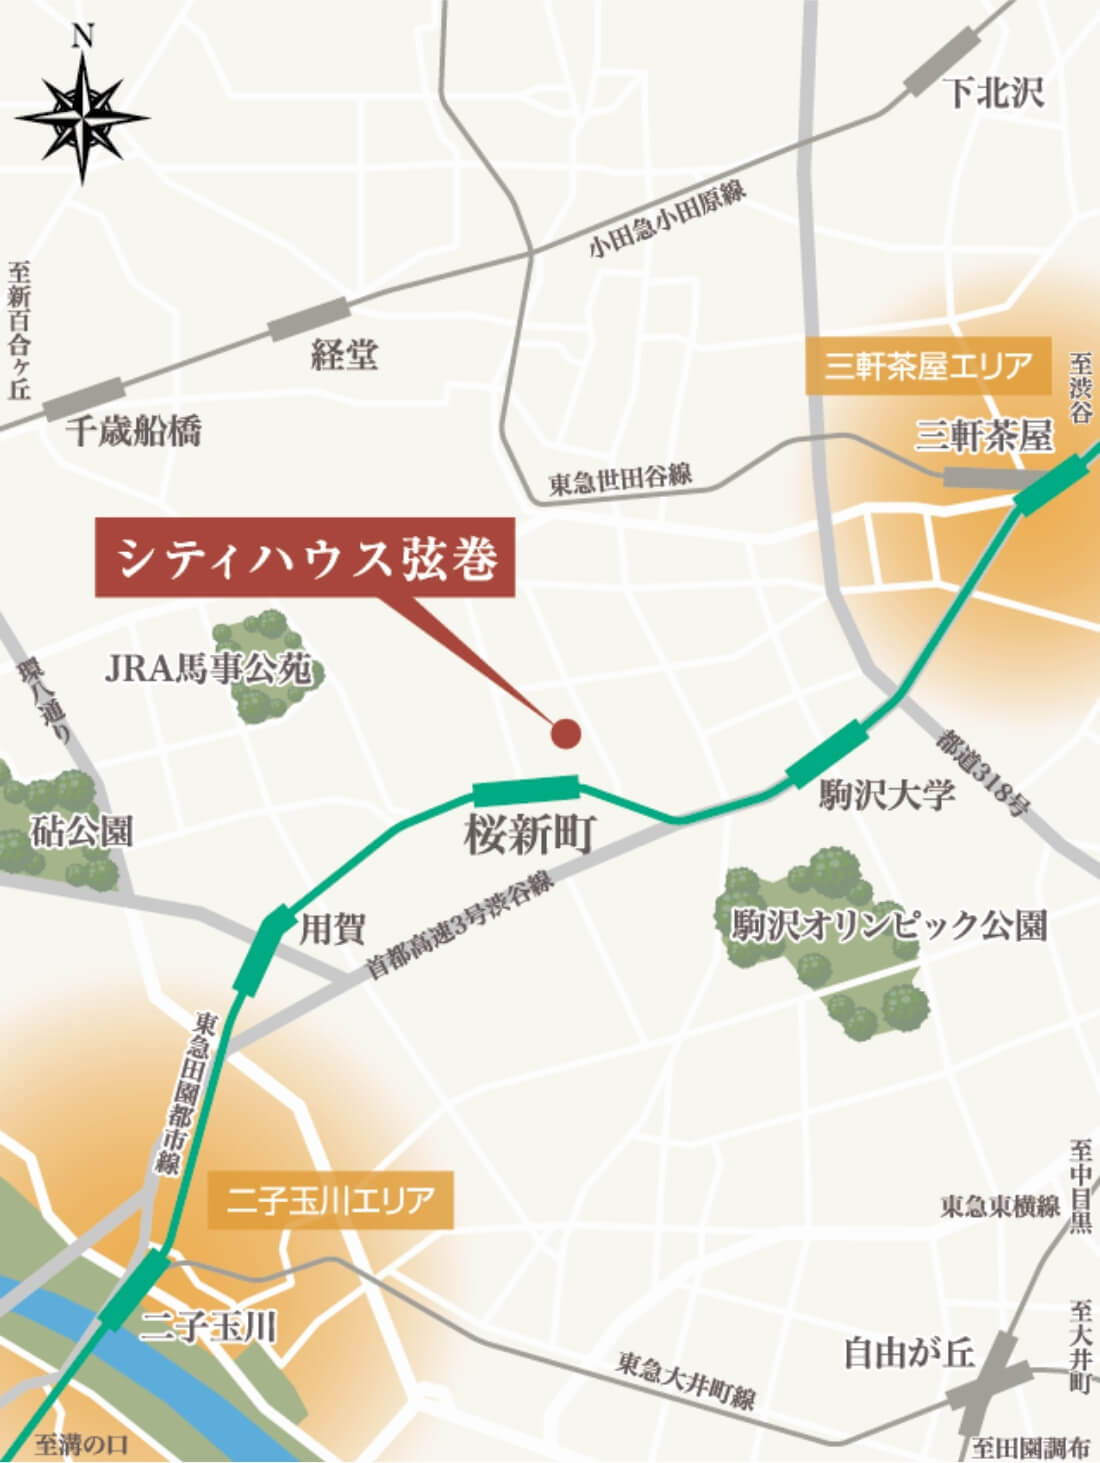 N
下北沢
小田急小田原線
至新百合ヶ丘
経堂
千歳船橋
三軒茶屋エリア
至渋谷
三軒茶屋
東急世田谷線
シティハウス弦巻
JRA馬事公苑
環八通り
都道318号
駒沢大学
砧公園
桜新町
首都高速3号渋谷線
用賀
駒沢オリンピック公園
東急田園都市線
二子玉川エリア
至中目黒
東急東横線
二子玉川
至大井町
自由が丘
東急大井町線
至溝の口
至田園調布